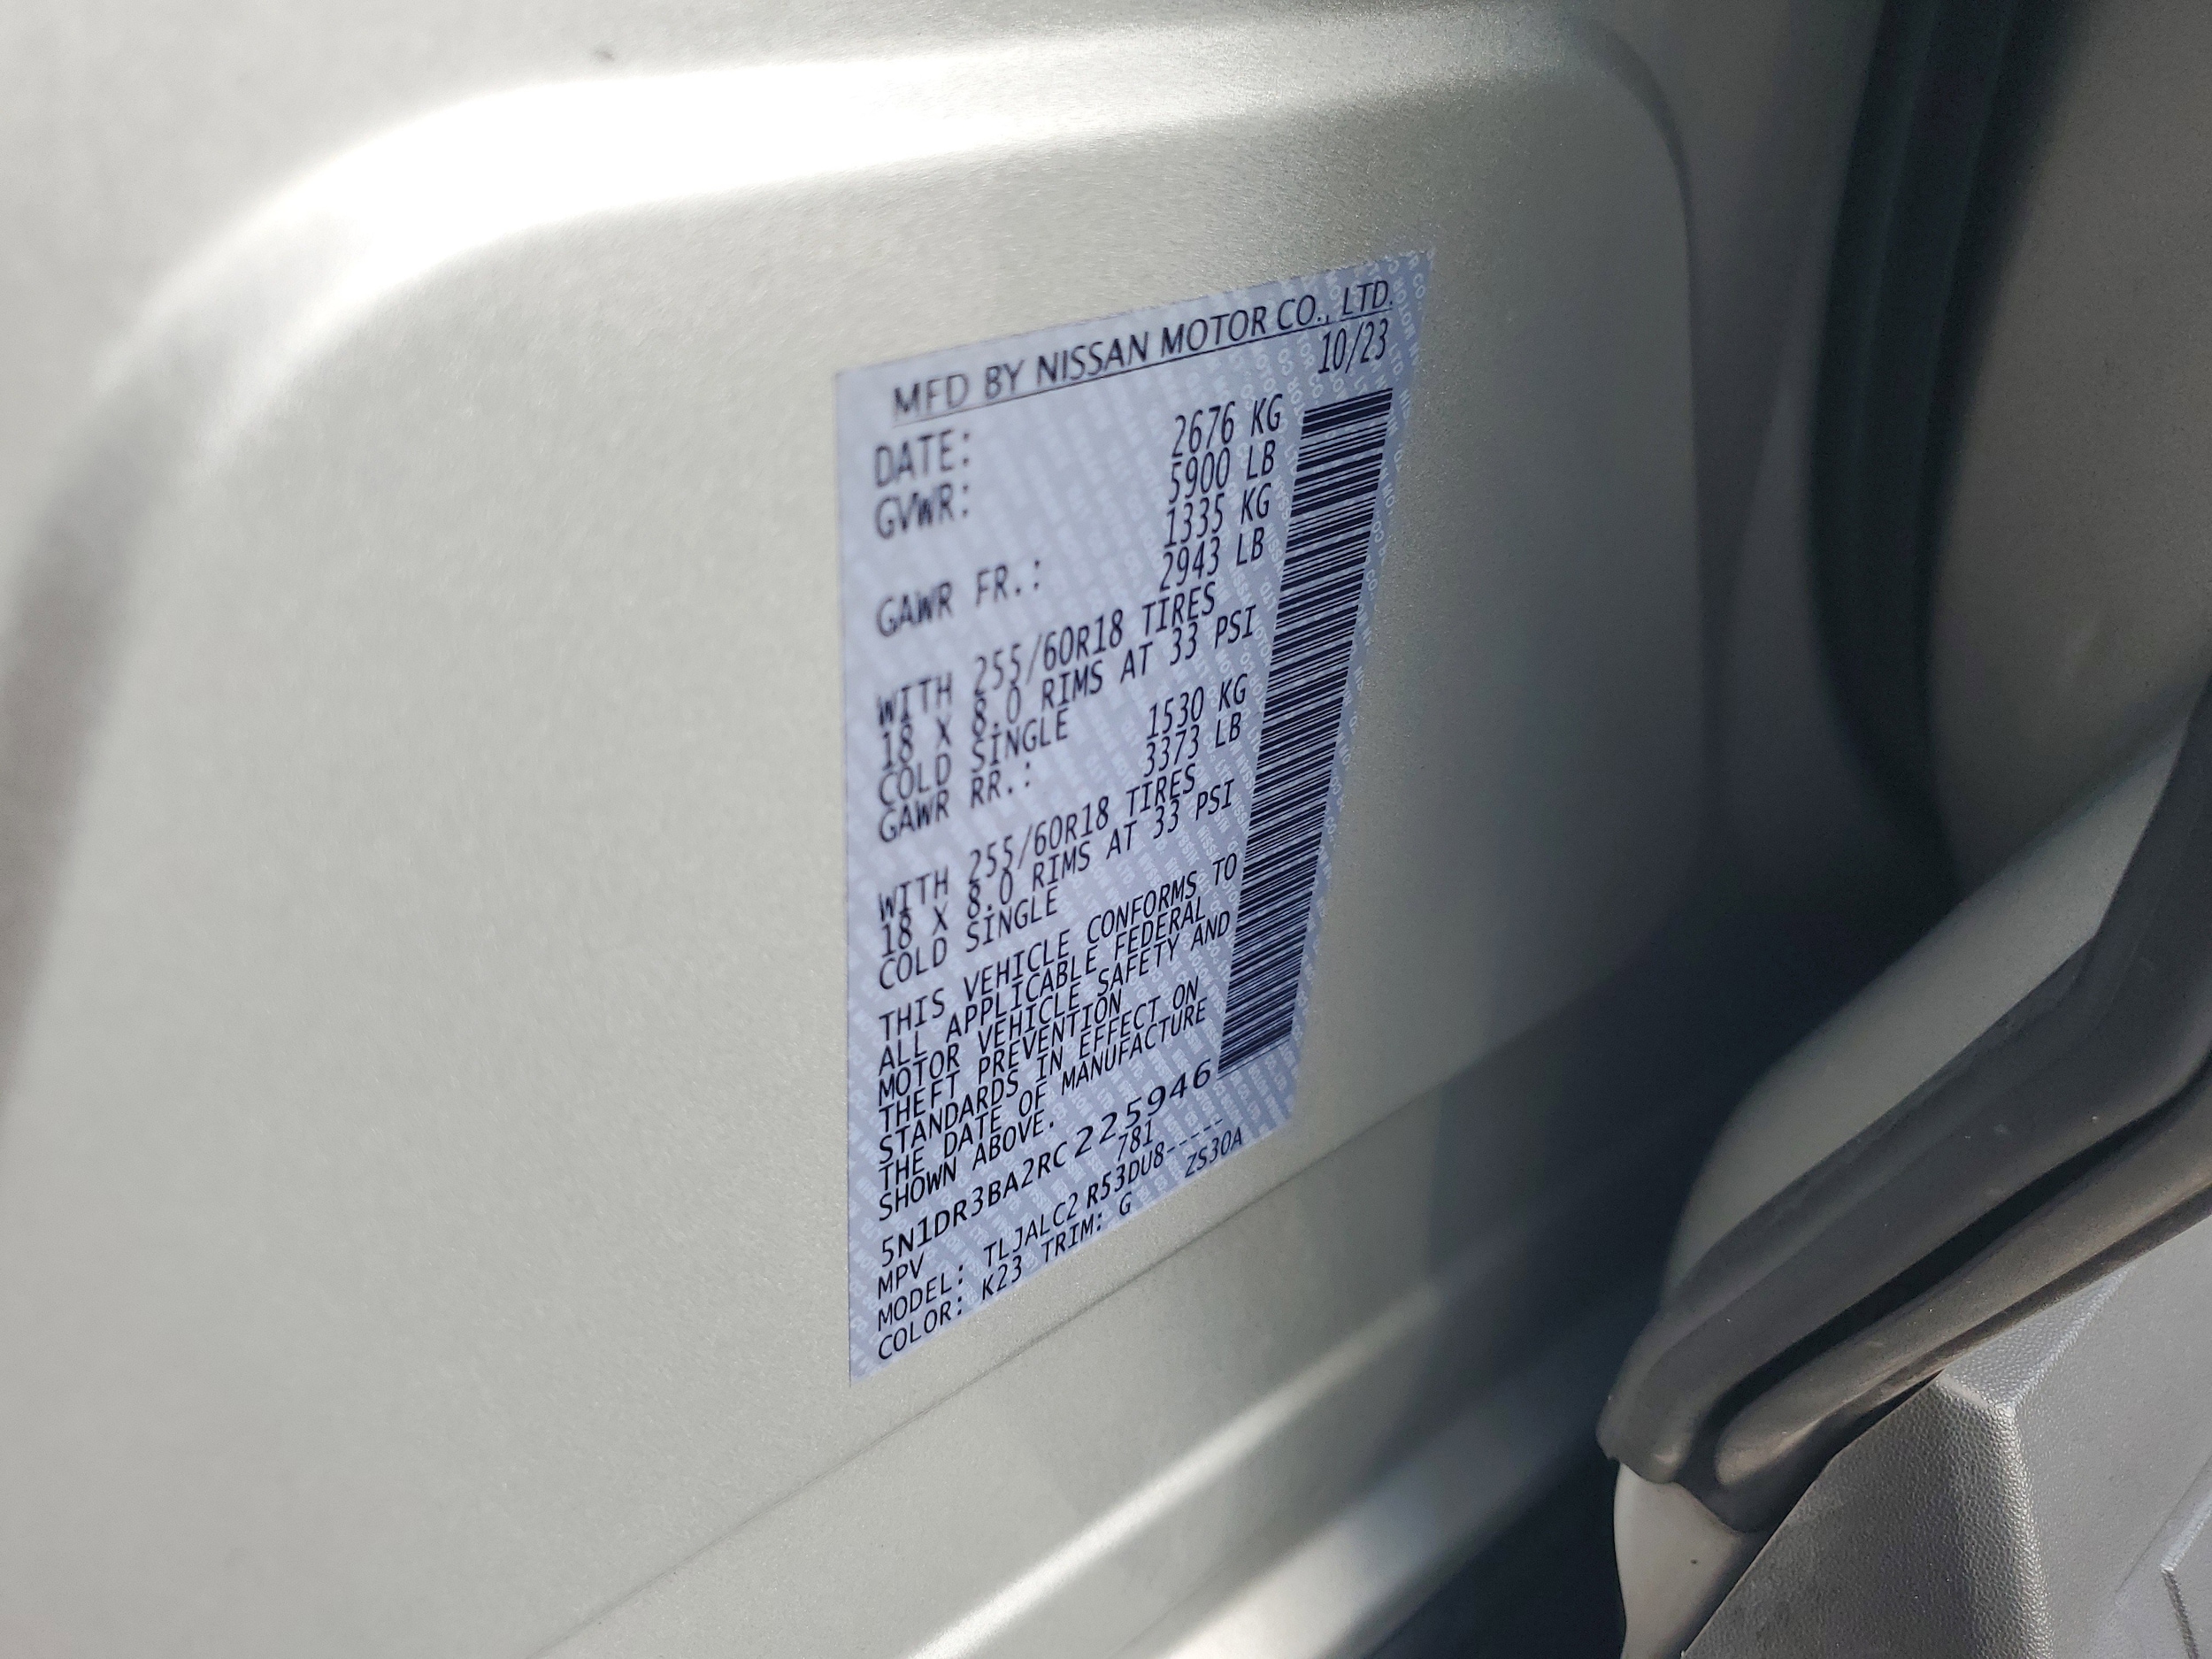 MFD BY NISSAN MOTOR CO., LTD.
DATE: 10/23
GVWR: 2676 KG
5900 LB
GAWR FR.: 1335 KG
2943 LB
WITH 255/60R18 TIRES
18 X 8.0 RIMS AT 33 PSI
COLD SINGLE
GAWR RR.: 1530 KG
3373 LB
WITH 255/60R18 TIRES
18 X 8.0 RIMS AT 33 PSI
COLD SINGLE
THIS VEHICLE CONFORMS TO
ALL APPLICABLE FEDERAL
MOTOR VEHICLE SAFETY AND
THEFT PREVENTION
STANDARDS IN EFFECT ON
THE DATE OF MANUFACTURE
SHOWN ABOVE.
5N1DR3BA2RC225946
MPV 781
MODEL: TLJALC2 R53DU8-----
COLOR: K23 TRIM: G ZS30A